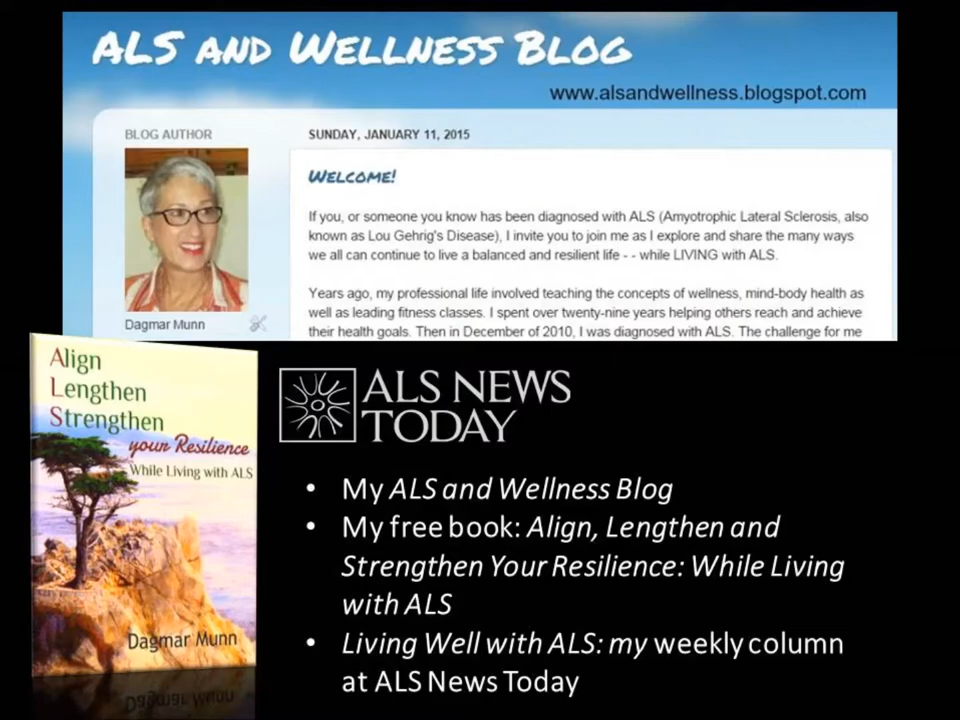 ALS AND WELLNESS BLOG
www.alsandwellness.blogspot.com
BLOG AUTHOR
Dagmar Munn
SUNDAY, JANUARY 11, 2015
WELCOME!
If you, or someone you know has been diagnosed with ALS (Amyotrophic Lateral Sclerosis, also
known as Lou Gehrig's Disease), I invite you to join me as I explore and share the many ways
we all can continue to live a balanced and resilient life - - while LIVING with ALS.
Years ago, my professional life involved teaching the concepts of wellness, mind-body health as
well as leading fitness classes. I spent over twenty-nine years helping others reach and achieve
their health goals. Then in December of 2010, I was diagnosed with ALS. The challenge for me
Align
Lengthen
Strengthen
your Resilience
While Living with ALS
Dagmar Munn
ALS NEWS
TODAY
• My ALS and Wellness Blog
• My free book: Align, Lengthen and
Strengthen Your Resilience: While Living
with ALS
• Living Well with ALS: my weekly column
at ALS News Today